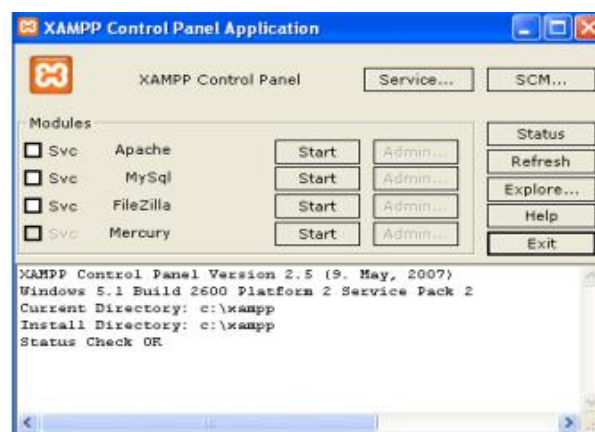 XAMPP Control Panel Application
XAMPP Control Panel
Service...
SCM...
Modules
Svc Apache Start Admin...
Svc MySql Start Admin...
Svc FileZilla Start Admin...
Svc Mercury Start Admin...
Status
Refresh
Explore...
Help
Exit
XAMPP Control Panel Version 2.5 (9. May, 2007)
Windows 5.1 Build 2600 Platform 2 Service Pack 2
Current Directory: c:\xampp
Install Directory: c:\xampp
Status Check OK